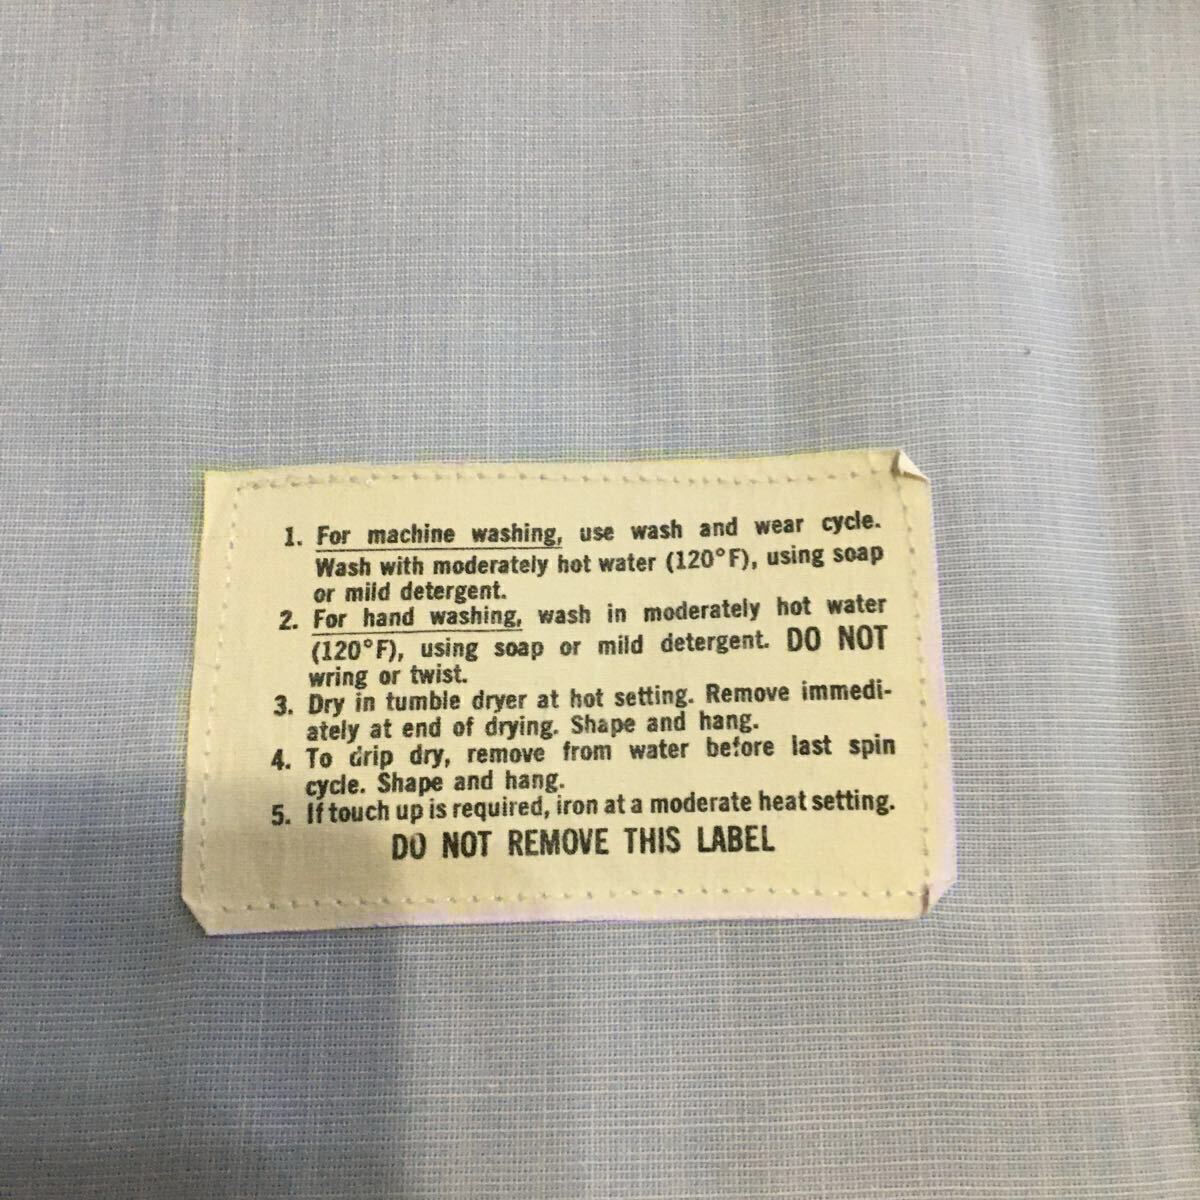 1. For machine washing, use wash and wear cycle.
Wash with moderately hot water (120°F), using soap
or mild detergent.
2. For hand washing, wash in moderately hot water
(120°F), using soap or mild detergent. DO NOT
wring or twist.
3. Dry in tumble dryer at hot setting. Remove immedi-
ately at end of drying. Shape and hang.
4. To drip dry, remove from water before last spin
cycle. Shape and hang.
5. If touch up is required, iron at a moderate heat setting.
DO NOT REMOVE THIS LABEL